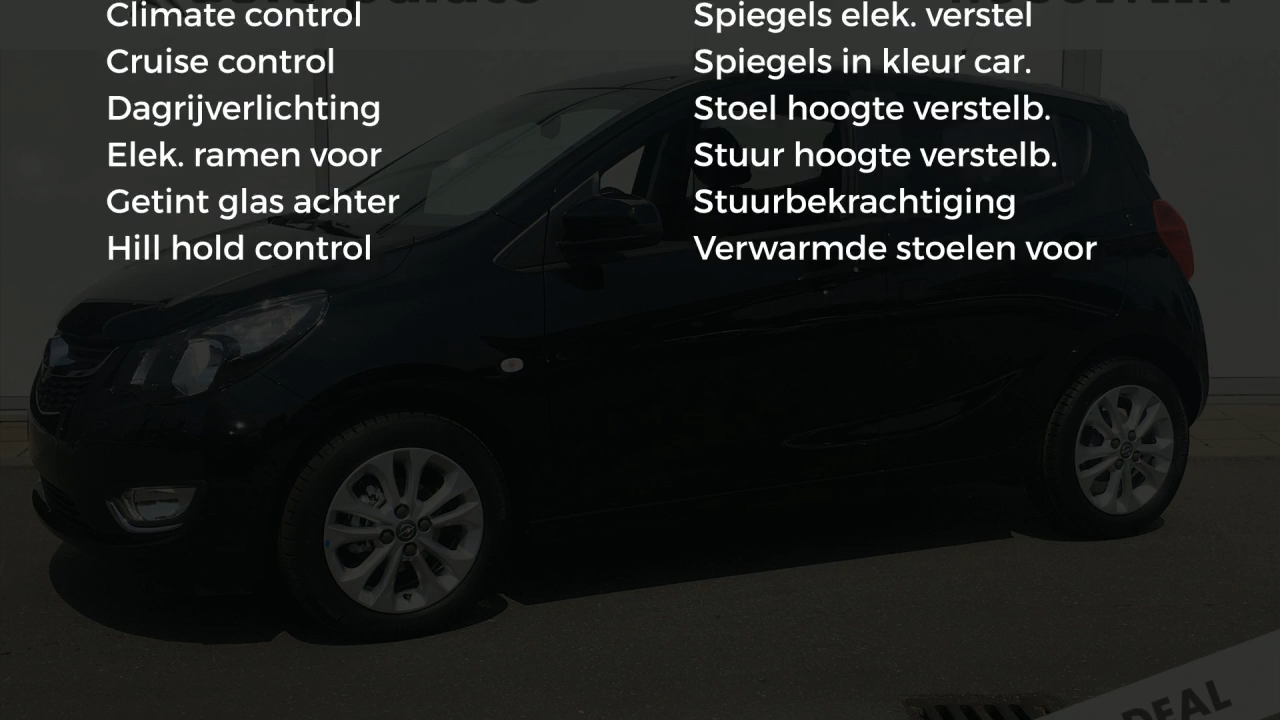 Climate control
Cruise control
Dagrijverlichting
Elek. ramen voor
Getint glas achter
Hill hold control
Spiegels elek. verstel
Spiegels in kleur car.
Stoel hoogte verstelb.
Stuur hoogte verstelb.
Stuurbekrachtiging
Verwarmde stoelen voor
DEAL